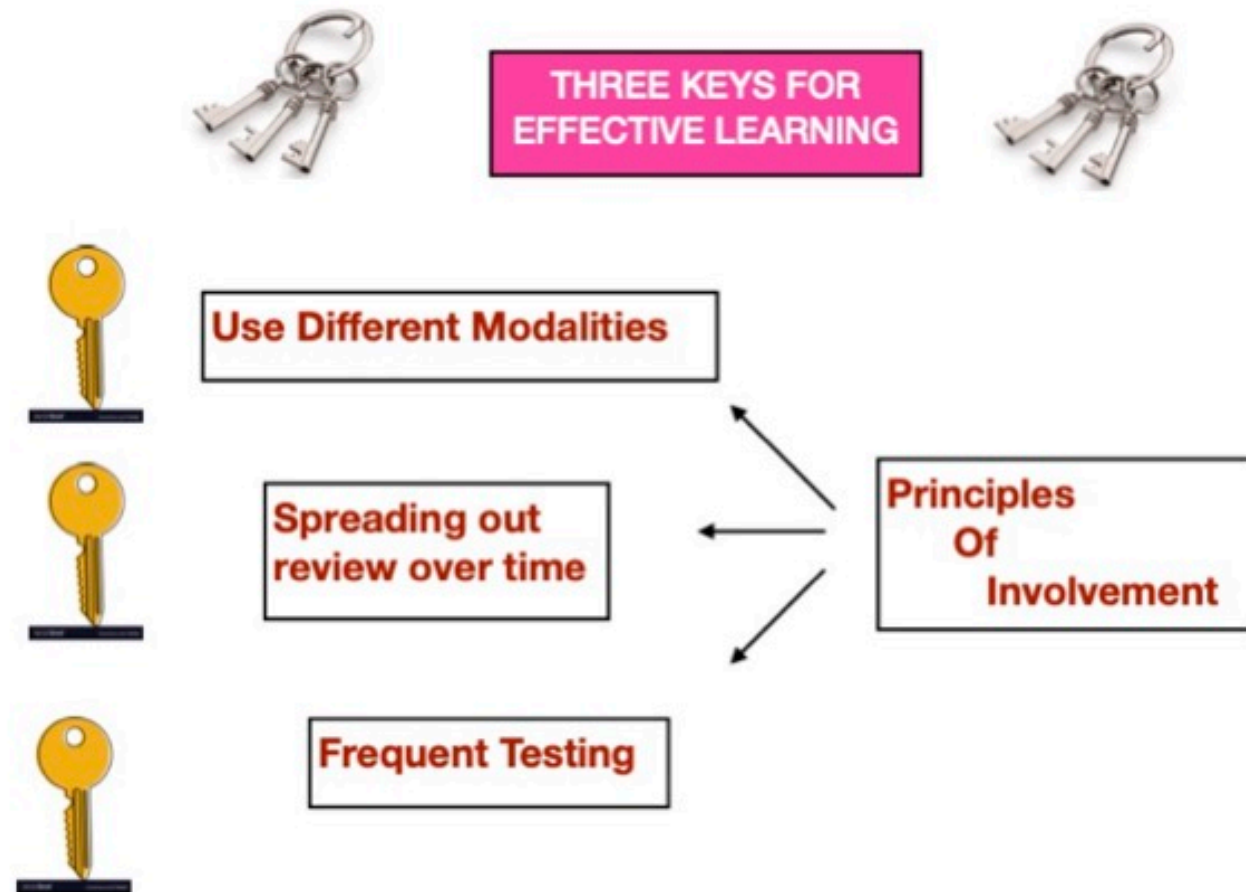 THREE KEYS FOR
EFFECTIVE LEARNING
Use Different Modalities
Spreading out
review over time
Principles
Of
Involvement
Frequent Testing